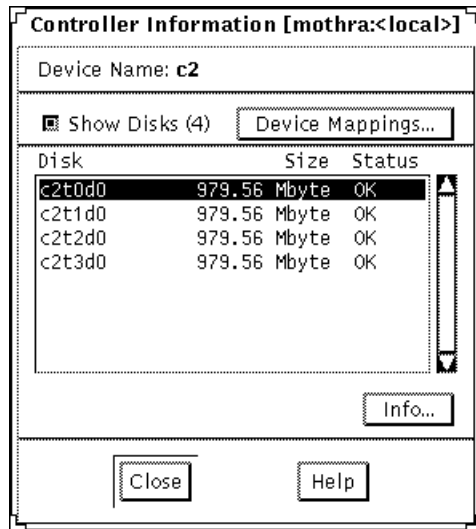 Controller Information [mothra:<local>]
Device Name: c2
Show Disks (4) Device Mappings...
Disk Size Status
c2t0d0 979.56 Mbyte OK
c2t1d0 979.56 Mbyte OK
c2t2d0 979.56 Mbyte OK
c2t3d0 979.56 Mbyte OK
Info...
Close Help